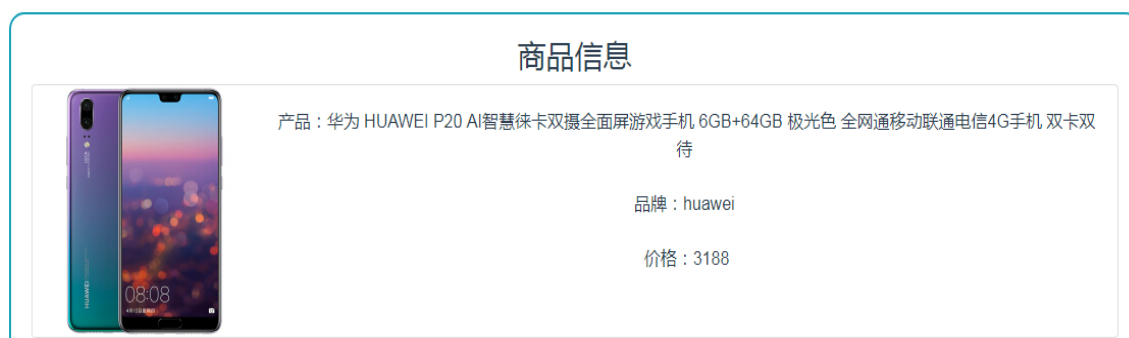 商品信息
产品：华为 HUAWEI P20 AI智慧徕卡双摄全面屏游戏手机 6GB+64GB 极光色 全网通移动联通电信4G手机 双卡双
待
品牌：huawei
价格：3188
HUAWEI
08:08